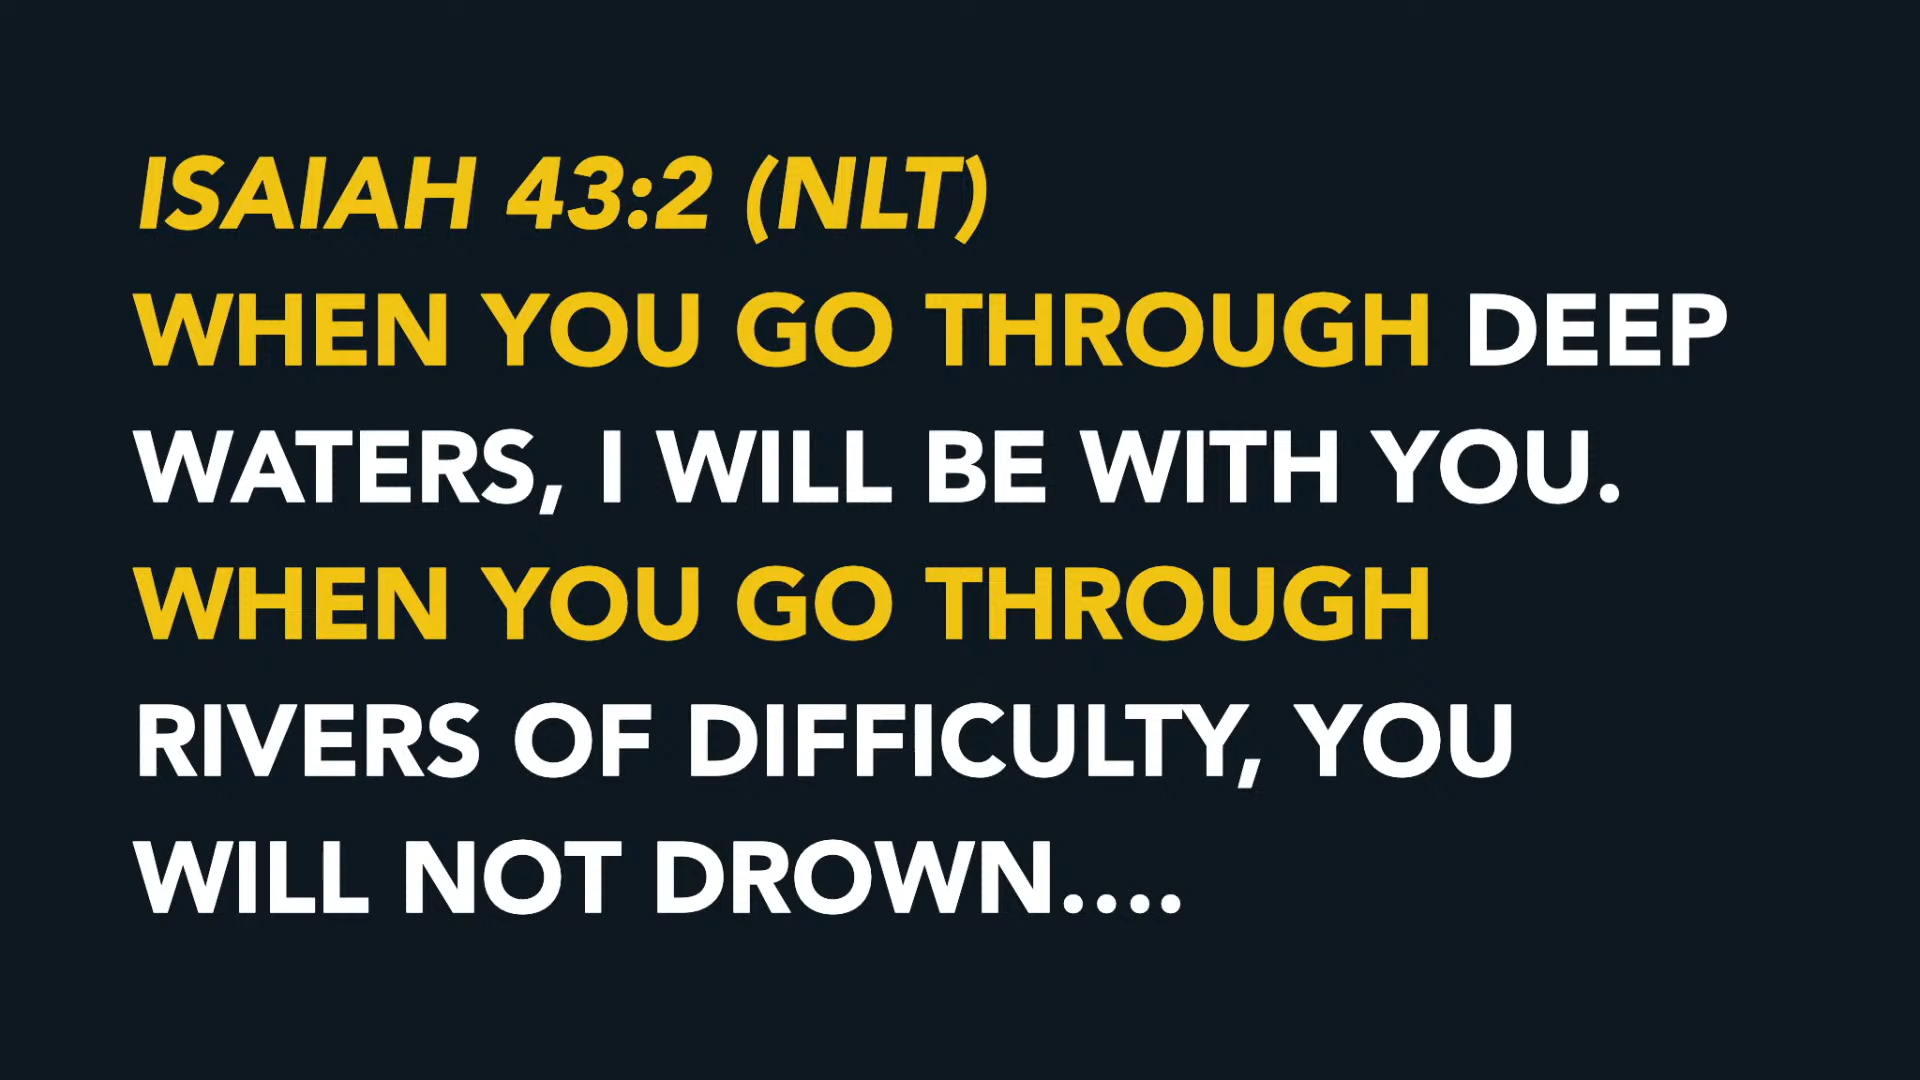 ISAIAH 43:2 (NLT)
WHEN YOU GO THROUGH DEEP
WATERS, I WILL BE WITH YOU.
WHEN YOU GO THROUGH
RIVERS OF DIFFICULTY, YOU
WILL NOT DROWN....